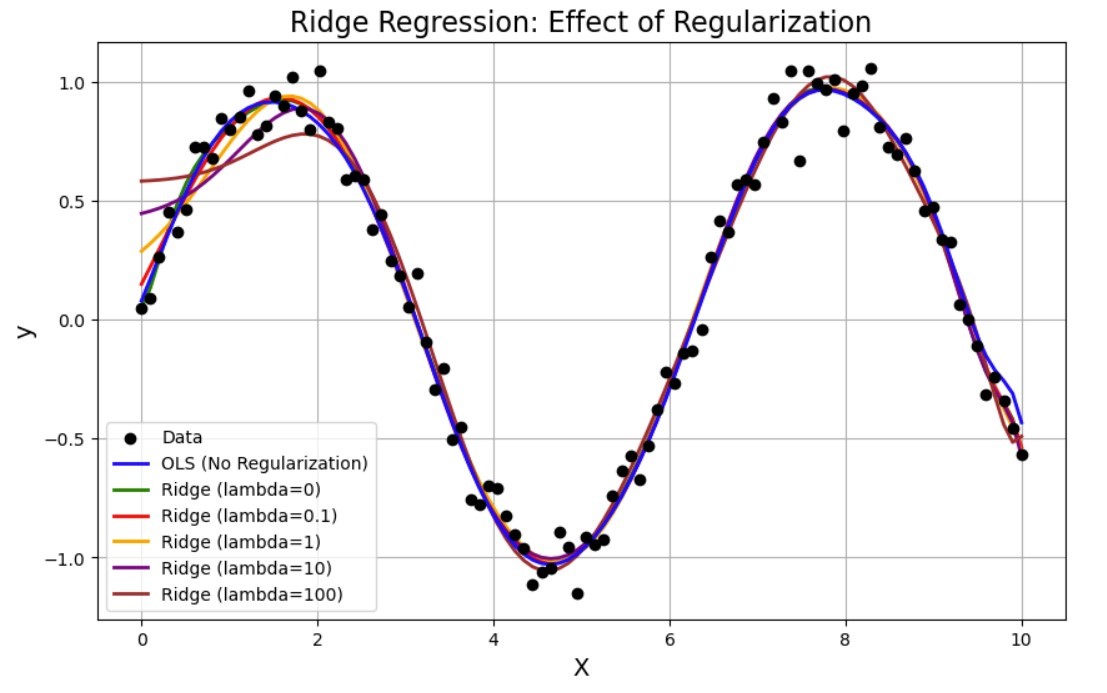 Ridge Regression: Effect of Regularization
1.0
0.5
0.0
−0.5
−1.0
y
Data
OLS (No Regularization)
Ridge (lambda=0)
Ridge (lambda=0.1)
Ridge (lambda=1)
Ridge (lambda=10)
Ridge (lambda=100)
0 2 4 6 8 10
X